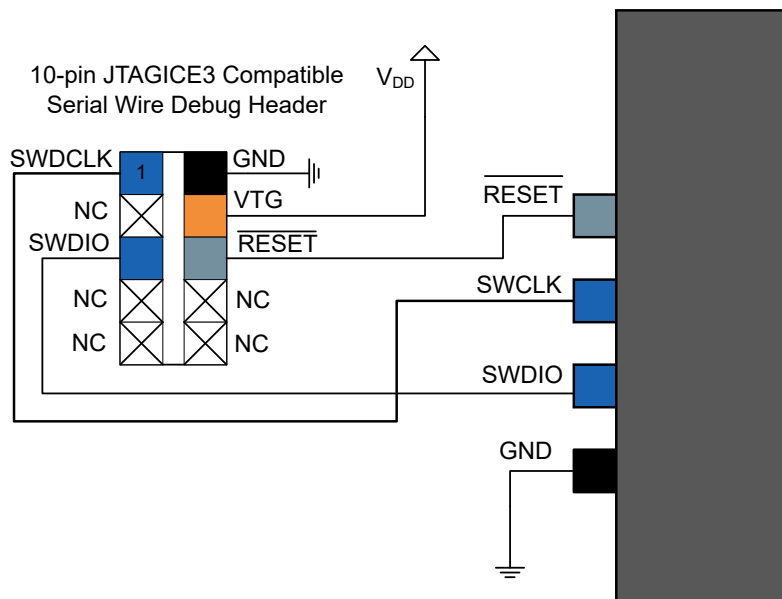 10-pin JTAGICE3 Compatible
Serial Wire Debug Header
VDD
SWDCLK
1
GND
NC
VTG
SWDIO
RESET
NC
NC
NC
NC
RESET
SWCLK
SWDIO
GND